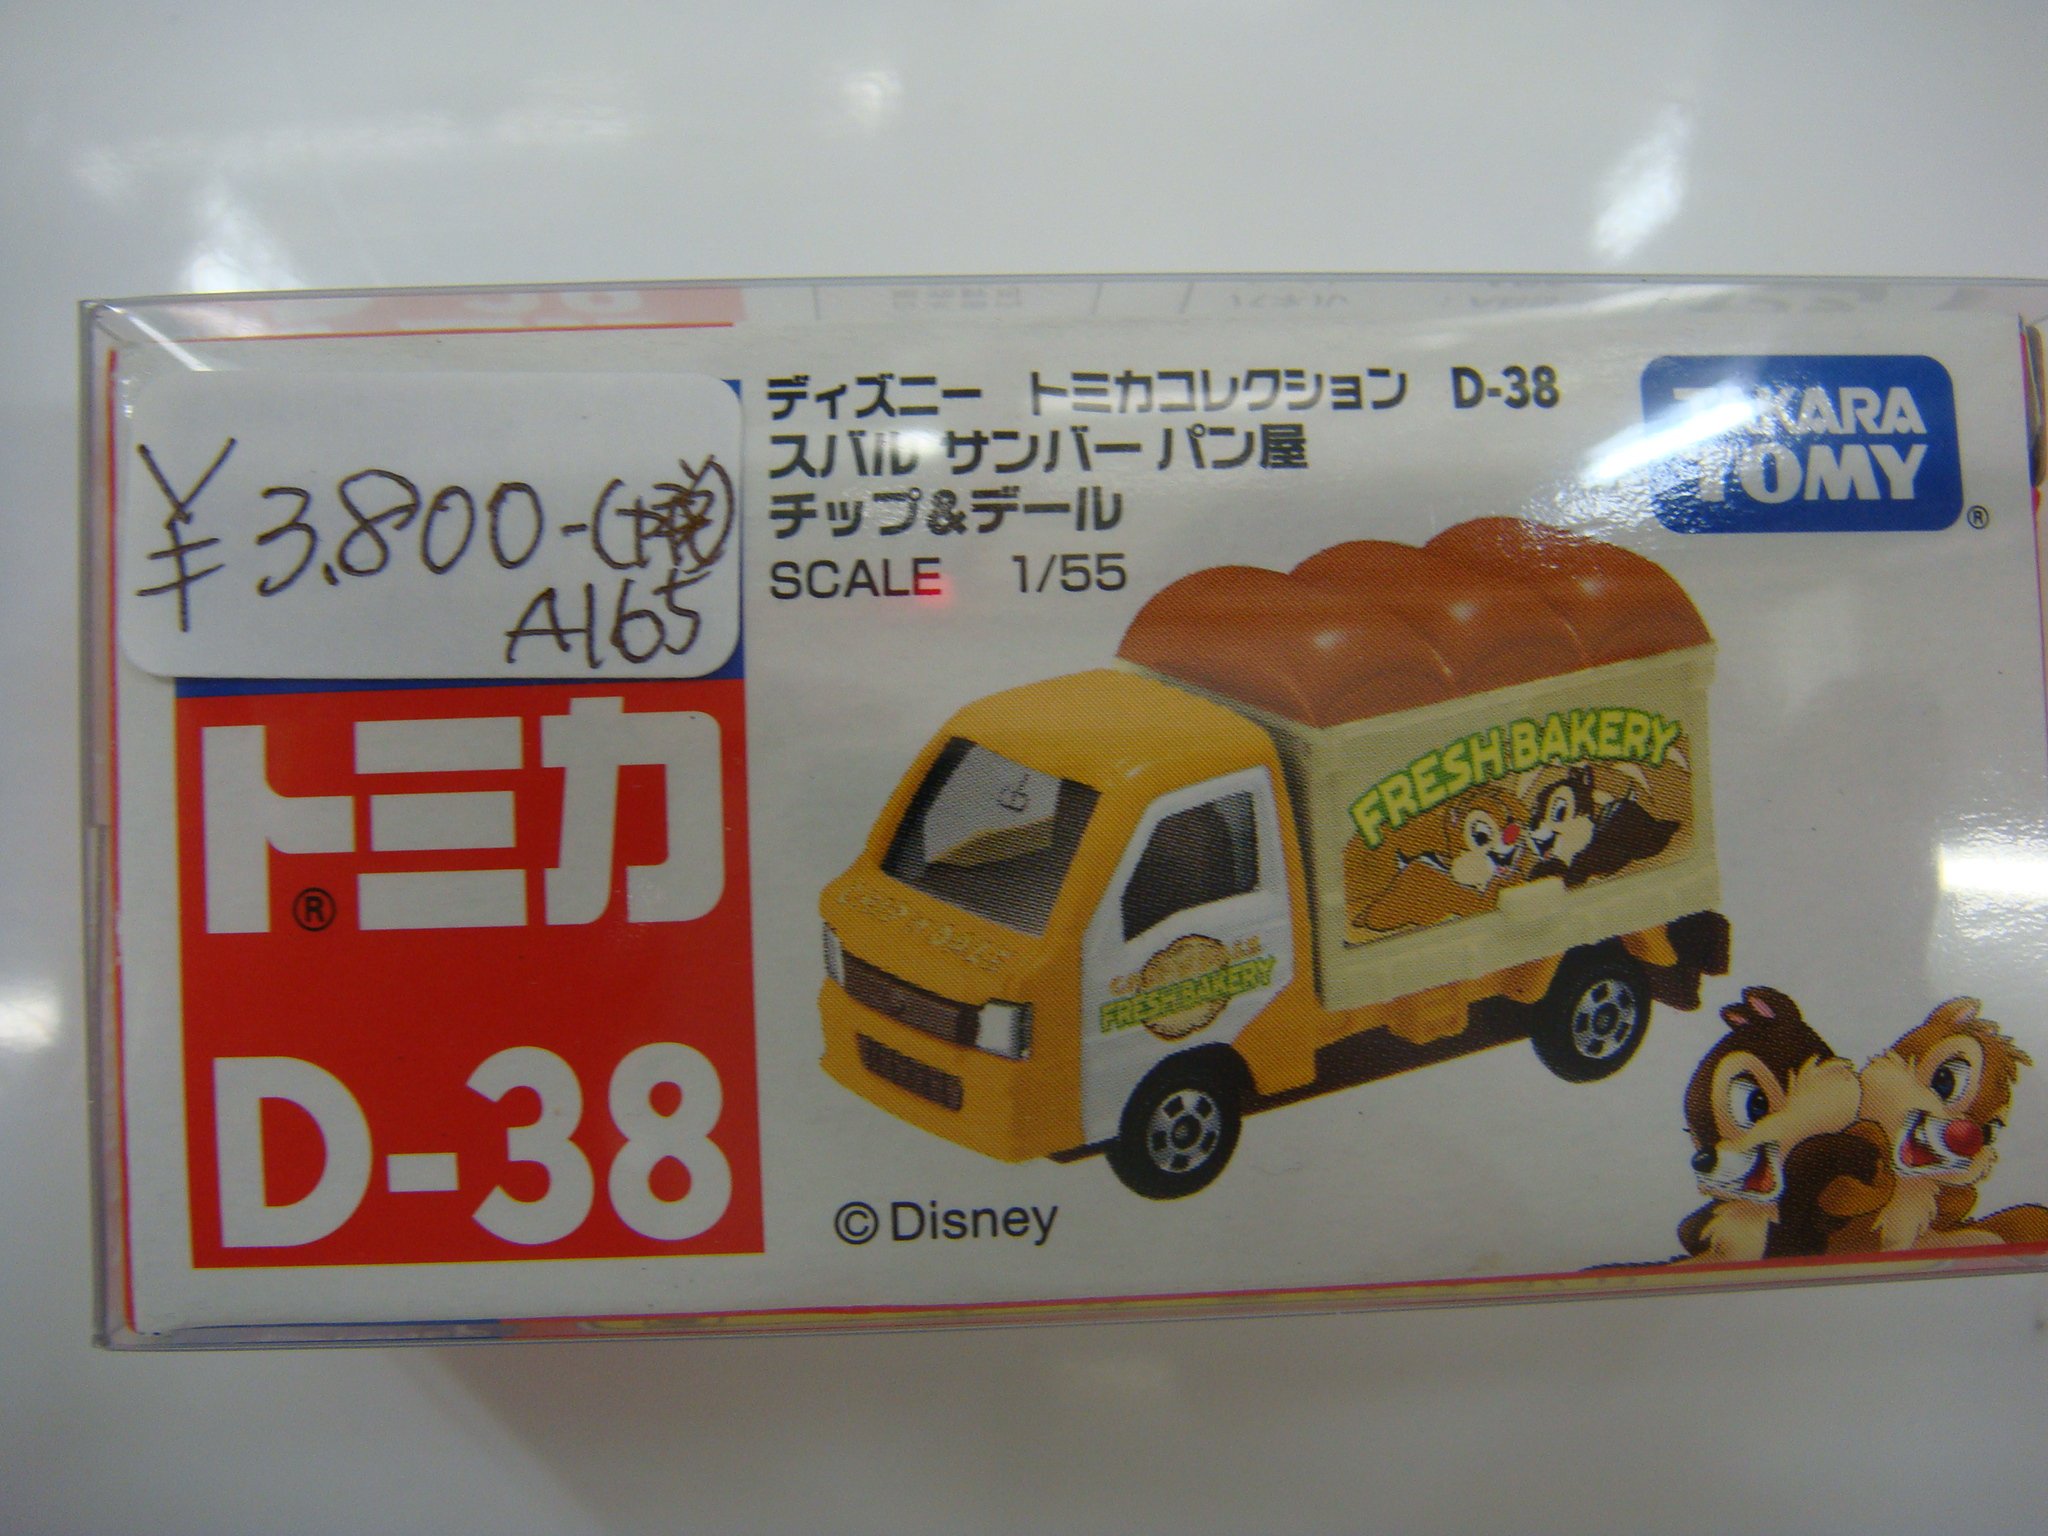 ディズニー トミカコレクション D-38
スバル サンバー パン屋
チップ&デール
SCALE 1/55
TAKARA
TOMY
®
¥3.800-(+税)
A165
トミカ
®
D-38
FRESH BAKERY
CHIP 'N DALE
FRESH BAKERY
© Disney